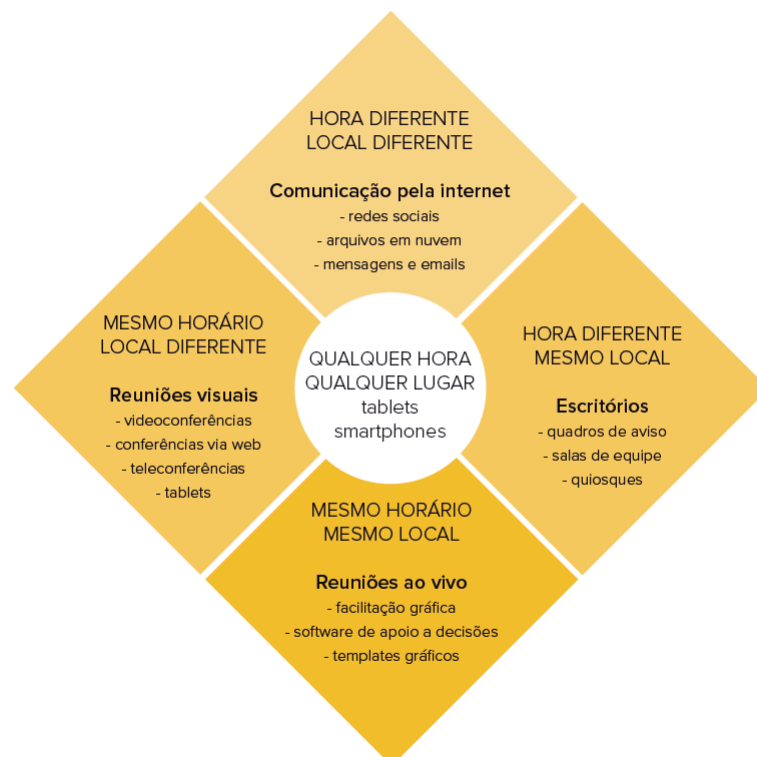 HORA DIFERENTE
LOCAL DIFERENTE
Comunicação pela internet
- redes sociais
- arquivos em nuvem
- mensagens e emails
MESMO HORÁRIO
LOCAL DIFERENTE
Reuniões visuais
- videoconferências
- conferências via web
- teleconferências
- tablets
QUALQUER HORA
QUALQUER LUGAR
tablets
smartphones
HORA DIFERENTE
MESMO LOCAL
Escritórios
- quadros de aviso
- salas de equipe
- quiosques
MESMO HORÁRIO
MESMO LOCAL
Reuniões ao vivo
- facilitação gráfica
- software de apoio a decisões
- templates gráficos